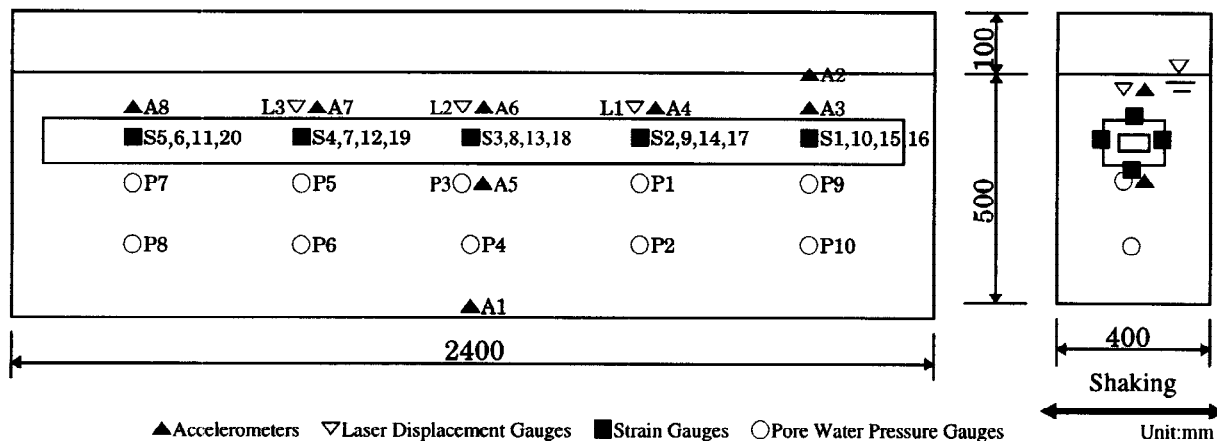 100
A2
A8 L3 A7 L2 A6 L1 A4 A3
S5,6,11,20 S4,7,12,19 S3,8,13,18 S2,9,14,17 S1,10,15,16
P7 P5 P3 A5 P1 P9
500
P8 P6 P4 P2 P10
A1
2400
400
Shaking
Accelerometers Laser Displacement Gauges Strain Gauges Pore Water Pressure Gauges
Unit:mm